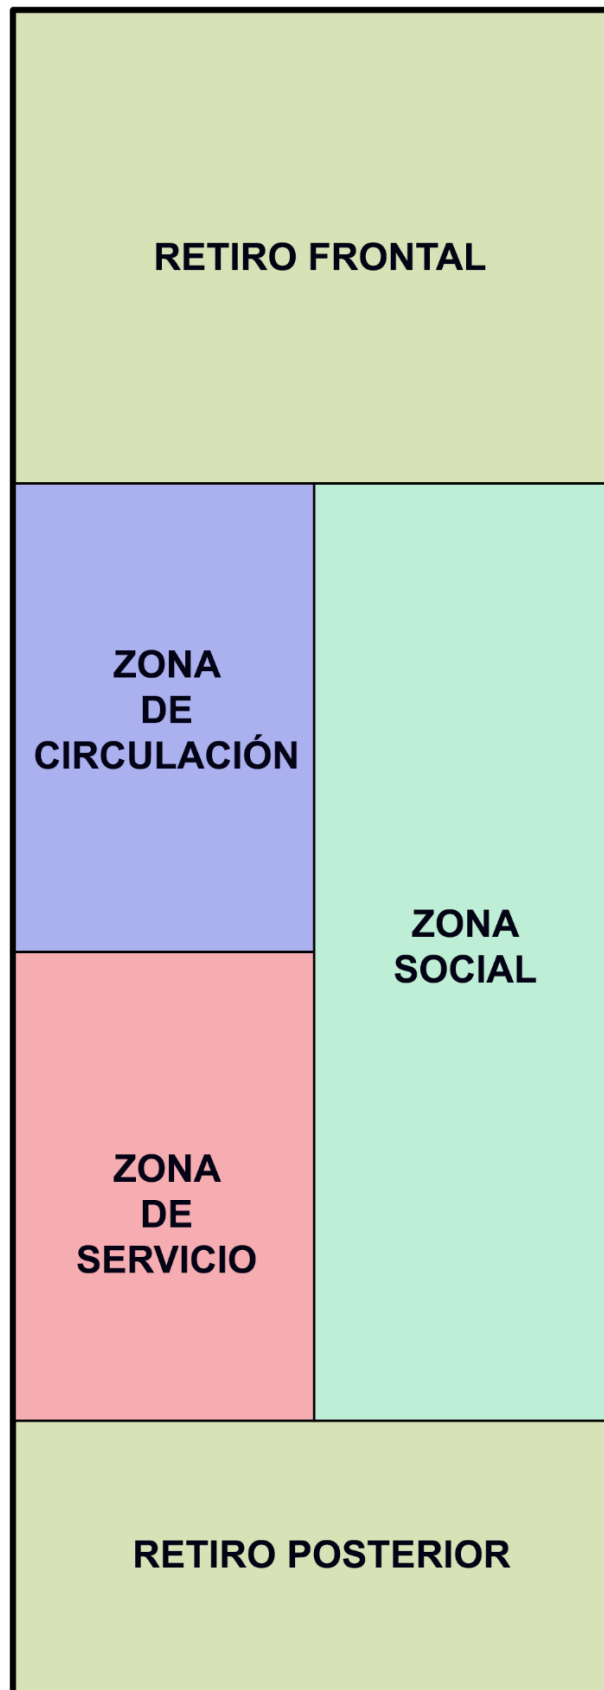 RETIRO FRONTAL
ZONA
DE
CIRCULACIÓN
ZONA
SOCIAL
ZONA
DE
SERVICIO
RETIRO POSTERIOR